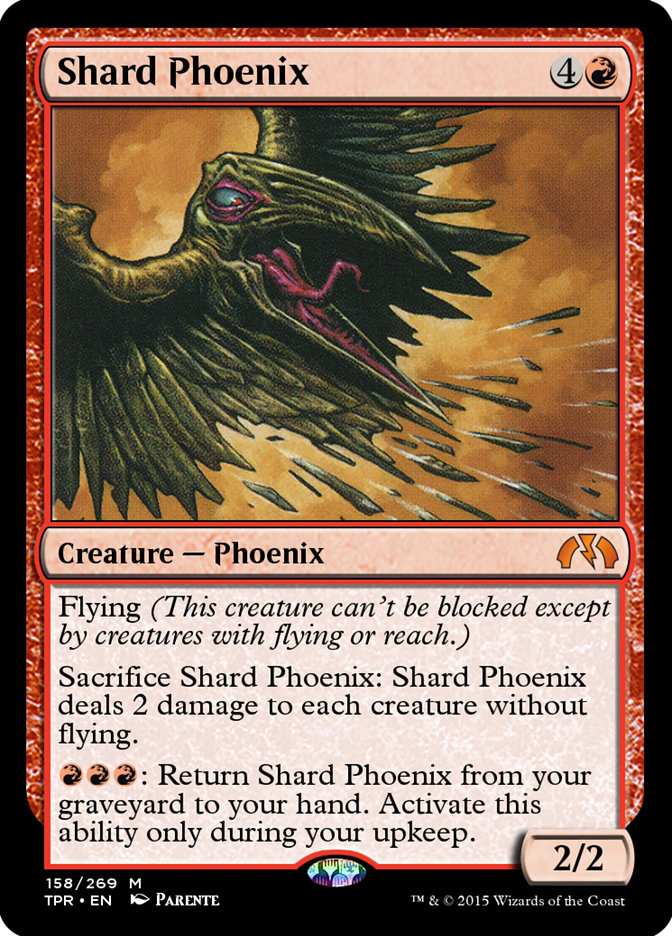 Shard Phoenix 4
Creature — Phoenix
Flying (This creature can't be blocked except
by creatures with flying or reach.)
Sacrifice Shard Phoenix: Shard Phoenix
deals 2 damage to each creature without
flying.
: Return Shard Phoenix from your
graveyard to your hand. Activate this
ability only during your upkeep.
2/2
158/269 M
TPR • EN PARENTE
™ & © 2015 Wizards of the Coast